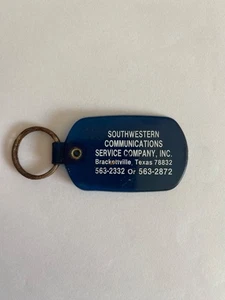 SOUTHWESTERN
COMMUNICATIONS
SERVICE COMPANY, INC.
Brackettville, Texas 78832
563-2332 Or 563-2872